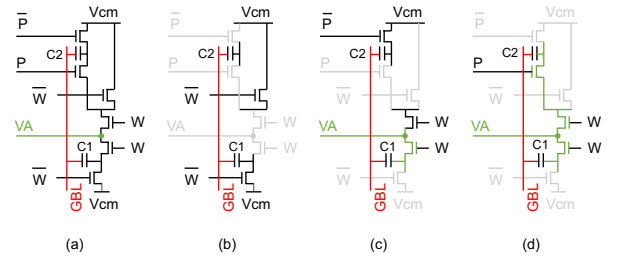 Vcm Vcm Vcm Vcm
P̅ P̅ P̅ P̅
C2 C2 C2 C2
P P P P
W̅ W̅ W̅ W̅
W W W W
VA VA VA VA
C1 C1 C1 C1
W W W W
W̅ W̅ W̅ W̅
GBL GBL GBL GBL
Vcm Vcm Vcm Vcm
(a) (b) (c) (d)